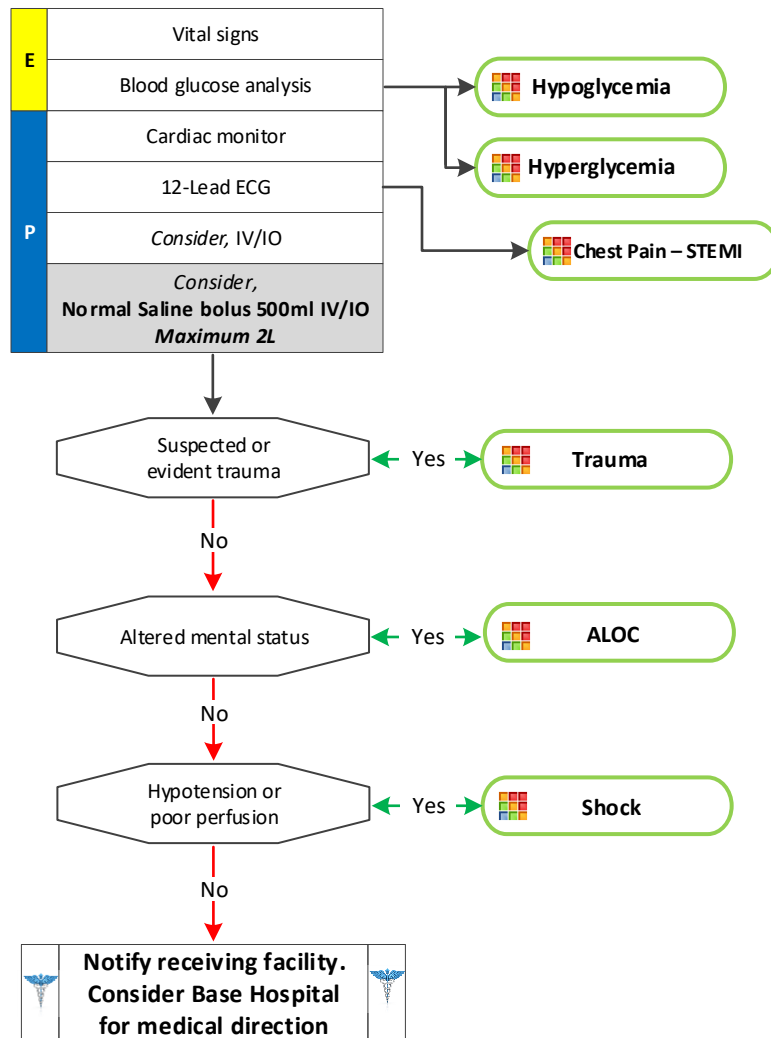 E
Vital signs
Blood glucose analysis
Hypoglycemia
Hyperglycemia
P
Cardiac monitor
12-Lead ECG
Consider, IV/IO
Chest Pain – STEMI
Consider,
Normal Saline bolus 500ml IV/IO
Maximum 2L
Suspected or
evident trauma
Yes
Trauma
No
Altered mental status
Yes
ALOC
No
Hypotension or
poor perfusion
Yes
Shock
No
Notify receiving facility.
Consider Base Hospital
for medical direction